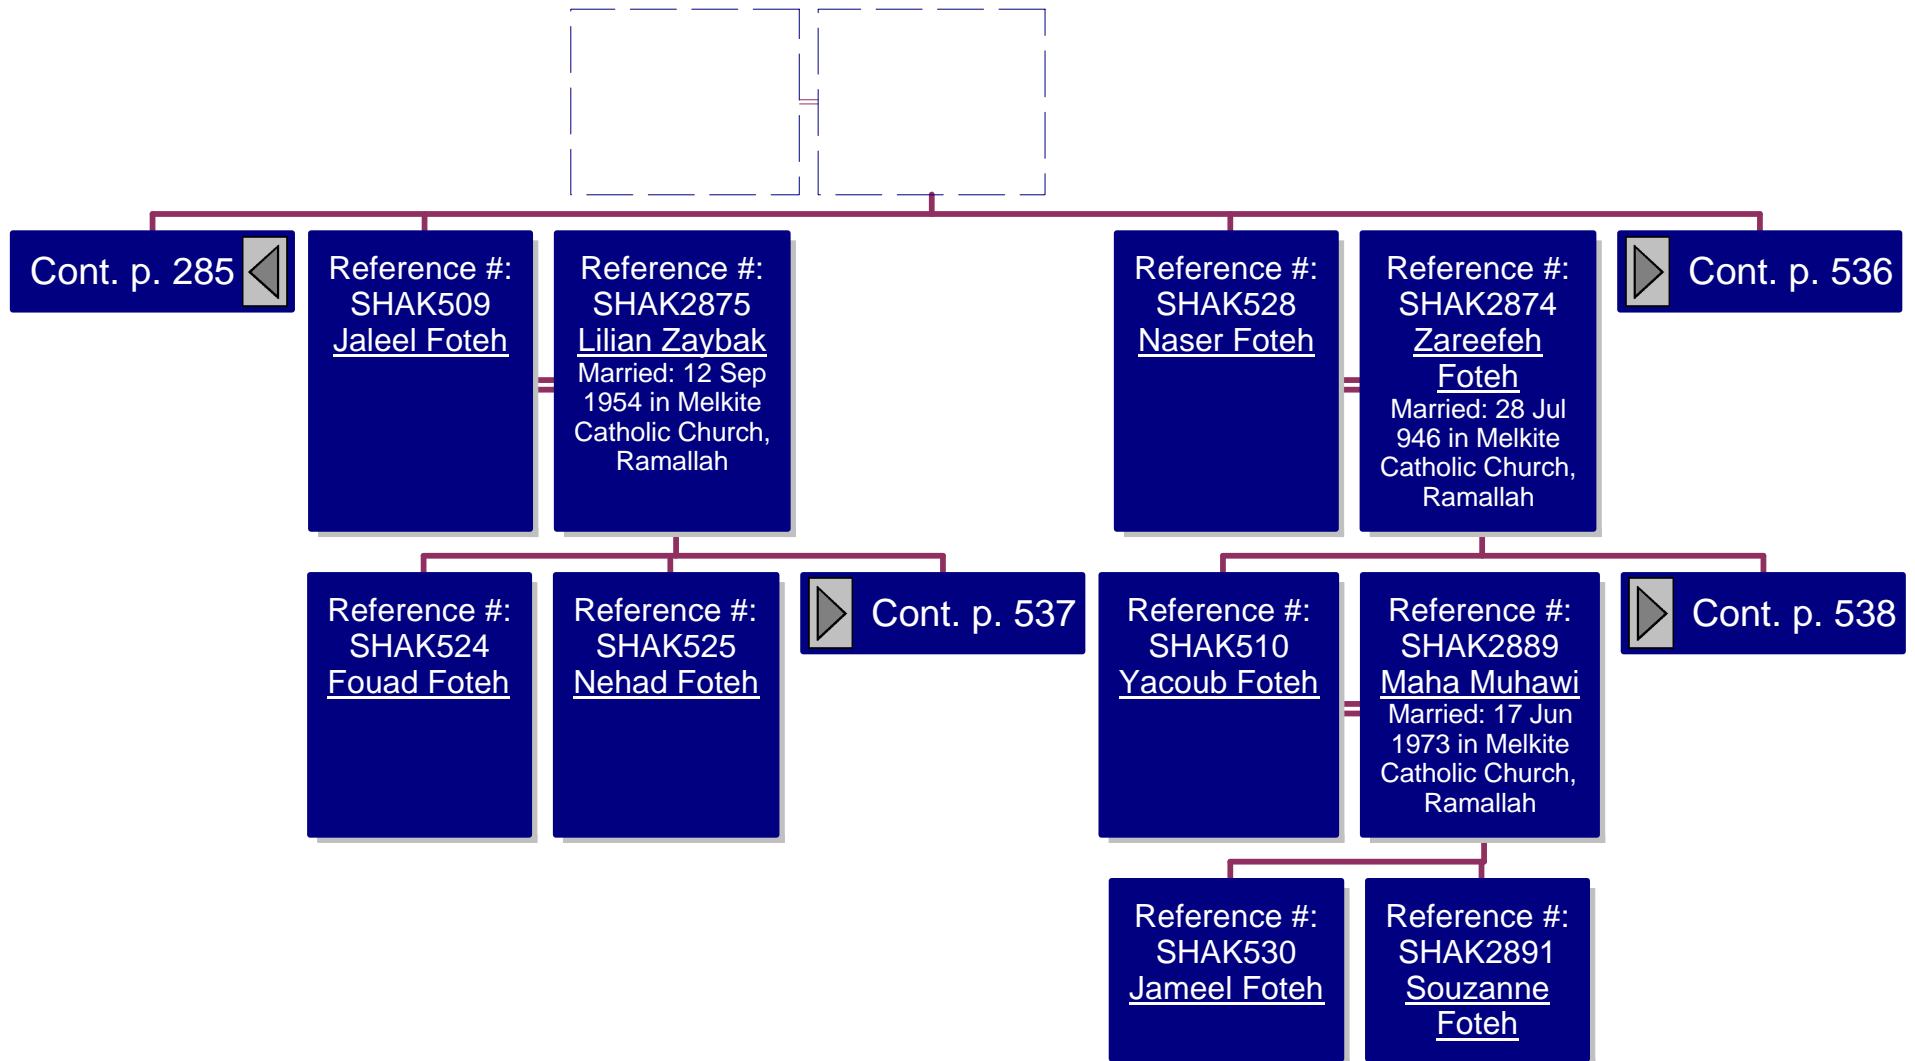 Cont. p. 285
Reference #:
SHAK509
Jaleel Foteh
Reference #:
SHAK2875
Lilian Zaybak
Married: 12 Sep
1954 in Melkite
Catholic Church,
Ramallah
Reference #:
SHAK528
Naser Foteh
Reference #:
SHAK2874
Zareefeh
Foteh
Married: 28 Jul
946 in Melkite
Catholic Church,
Ramallah
Cont. p. 536
Reference #:
SHAK524
Fouad Foteh
Reference #:
SHAK525
Nehad Foteh
Cont. p. 537
Reference #:
SHAK510
Yacoub Foteh
Reference #:
SHAK2889
Maha Muhawi
Married: 17 Jun
1973 in Melkite
Catholic Church,
Ramallah
Cont. p. 538
Reference #:
SHAK530
Jameel Foteh
Reference #:
SHAK2891
Souzanne
Foteh